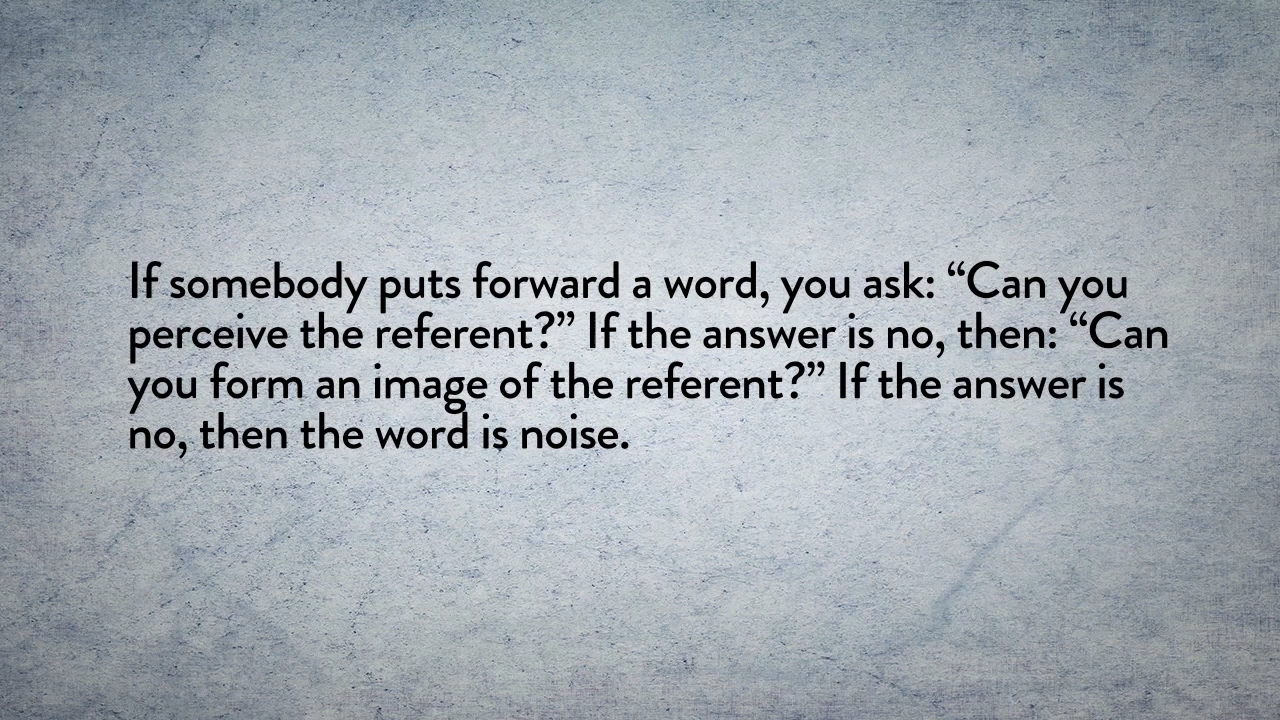 If somebody puts forward a word, you ask: “Can you
perceive the referent?” If the answer is no, then: “Can
you form an image of the referent?” If the answer is
no, then the word is noise.